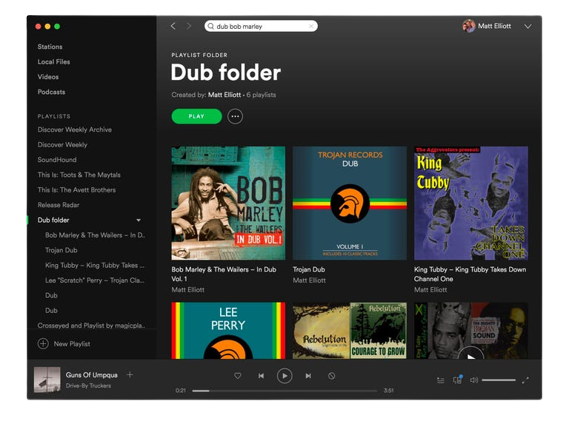 dub bob marley
Matt Elliott
Stations
Local Files
Videos
Podcasts
PLAYLISTS
Discover Weekly Archive
Discover Weekly
SoundHound
This Is: Toots & The Maytals
This Is: The Avett Brothers
Release Radar
Dub folder
Bob Marley & The Wailers – In D..
Trojan Dub
King Tubby – King Tubby Takes ...
Lee "Scratch" Perry – Trojan Cla...
Dub
Dub
Crosseyed and Playlist by magicpla..
New Playlist
PLAYLIST FOLDER
Dub folder
Created by: Matt Elliott • 6 playlists
PLAY
BOB
MARLEY
& THE WAILERS
IN DUB VOL.1
TROJAN RECORDS
DUB
VOLUME 1
The Aggrovators presents:
King
Tubby
TAKES
DOWN
CHANNEL
ONE
Bob Marley & The Wailers – In Dub
Vol. 1
Matt Elliott
Trojan Dub
Matt Elliott
King Tubby – King Tubby Takes Down
Channel One
Matt Elliott
LEE
PERRY
Rebelution
Rebelution
COURAGE TO GROW
Guns Of Umpqua
Drive-By Truckers
0:21
3:51